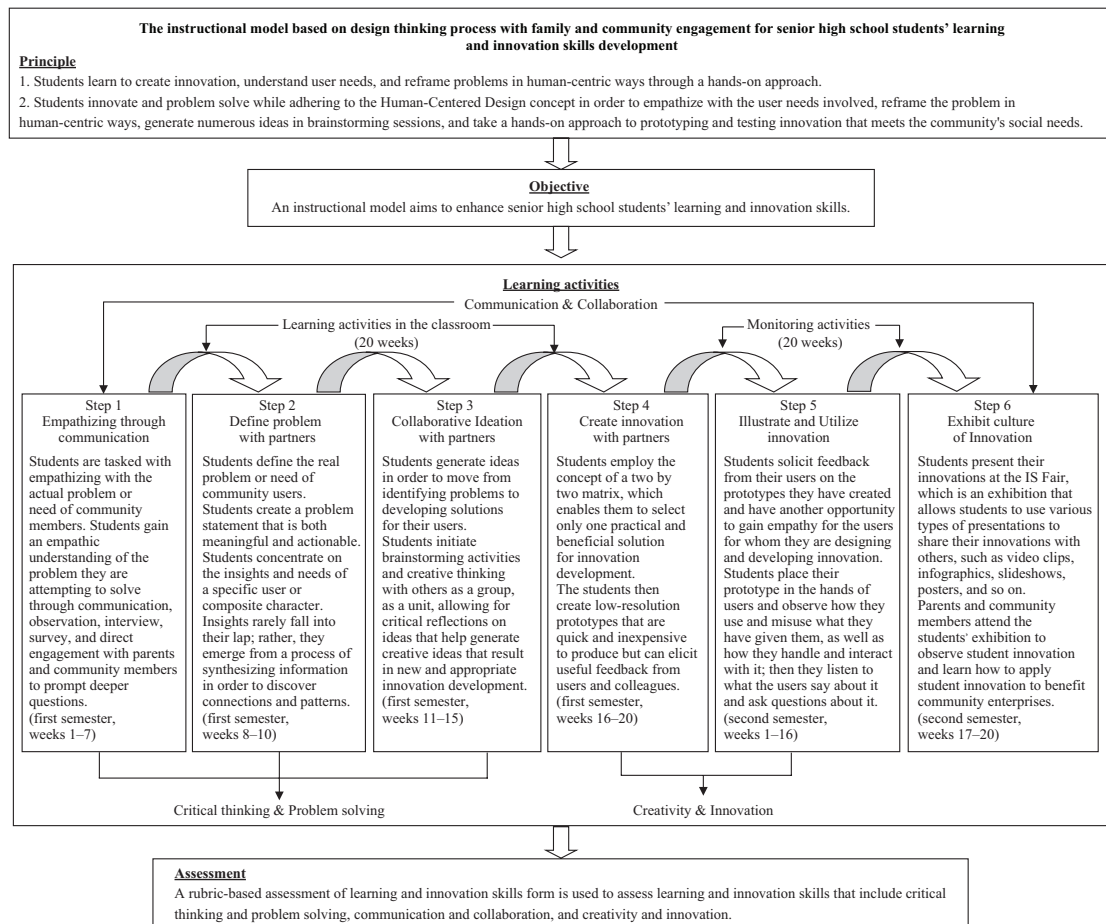 The instructional model based on design thinking process with family and community engagement for senior high school students' learning
and innovation skills development
Principle
1. Students learn to create innovation, understand user needs, and reframe problems in human-centric ways through a hands-on approach.
2. Students innovate and problem solve while adhering to the Human-Centered Design concept in order to empathize with the user needs involved, reframe the problem in
human-centric ways, generate numerous ideas in brainstorming sessions, and take a hands-on approach to prototyping and testing innovation that meets the community's social needs.
Objective
An instructional model aims to enhance senior high school students' learning and innovation skills.
Learning activities
Communication & Collaboration
Learning activities in the classroom
(20 weeks)
Monitoring activities
(20 weeks)
Step 1
Empathizing through
communication
Students are tasked with
empathizing with the
actual problem or
need of community
members. Students gain
an empathic
understanding of the
problem they are
attempting to solve
through communication,
observation, interview,
survey, and direct
engagement with parents
and community members
to prompt deeper
questions.
(first semester,
weeks 1–7)
Step 2
Define problem
with partners
Students define the real
problem or need of
community users.
Students create a problem
statement that is both
meaningful and actionable.
Students concentrate on
the insights and needs of
a specific user or
composite character.
Insights rarely fall into
their lap; rather, they
emerge from a process of
synthesizing information
in order to discover
connections and patterns.
(first semester,
weeks 8–10)
Step 3
Collaborative Ideation
with partners
Students generate ideas
in order to move from
identifying problems to
developing solutions
for their users.
Students initiate
brainstorming activities
and creative thinking
with others as a group,
as a unit, allowing for
critical reflections on
ideas that help generate
creative ideas that result
in new and appropriate
innovation development.
(first semester,
weeks 11–15)
Step 4
Create innovation
with partners
Students employ the
concept of a two by
two matrix, which
enables them to select
only one practical and
beneficial solution
for innovation
development.
The students then
create low-resolution
prototypes that are
quick and inexpensive
to produce but can elicit
useful feedback from
users and colleagues.
(first semester,
weeks 16–20)
Step 5
Illustrate and Utilize
innovation
Students solicit feedback
from their users on the
prototypes they have created
and have another opportunity
to gain empathy for the users
for whom they are designing
and developing innovation.
Students place their
prototype in the hands of
users and observe how they
use and misuse what they
have given them, as well as
how they handle and interact
with it; then they listen to
what the users say about it
and ask questions about it.
(second semester,
weeks 1–16)
Step 6
Exhibit culture
of Innovation
Students present their
innovations at the IS Fair,
which is an exhibition that
allows students to use various
types of presentations to
share their innovations with
others, such as video clips,
infographics, slideshows,
posters, and so on.
Parents and community
members attend the
students' exhibition to
observe student innovation
and learn how to apply
student innovation to benefit
community enterprises.
(second semester,
weeks 17–20)
Critical thinking & Problem solving
Creativity & Innovation
Assessment
A rubric-based assessment of learning and innovation skills form is used to assess learning and innovation skills that include critical
thinking and problem solving, communication and collaboration, and creativity and innovation.